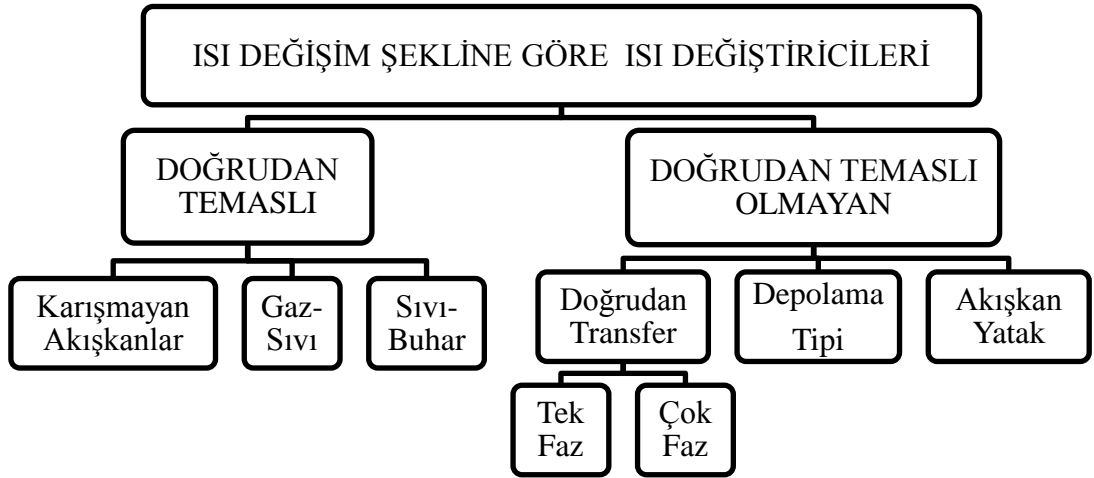 ISI DEĞİŞİM ŞEKLİNE GÖRE ISI DEĞİŞTİRİCİLERİ
DOĞRUDAN
TEMASLI
DOĞRUDAN TEMASLI
OLMAYAN
Karışmayan
Akışkanlar
Gaz-
Sıvı
Sıvı-
Buhar
Doğrudan
Transfer
Depolama
Tipi
Akışkan
Yatak
Tek
Faz
Çok
Faz